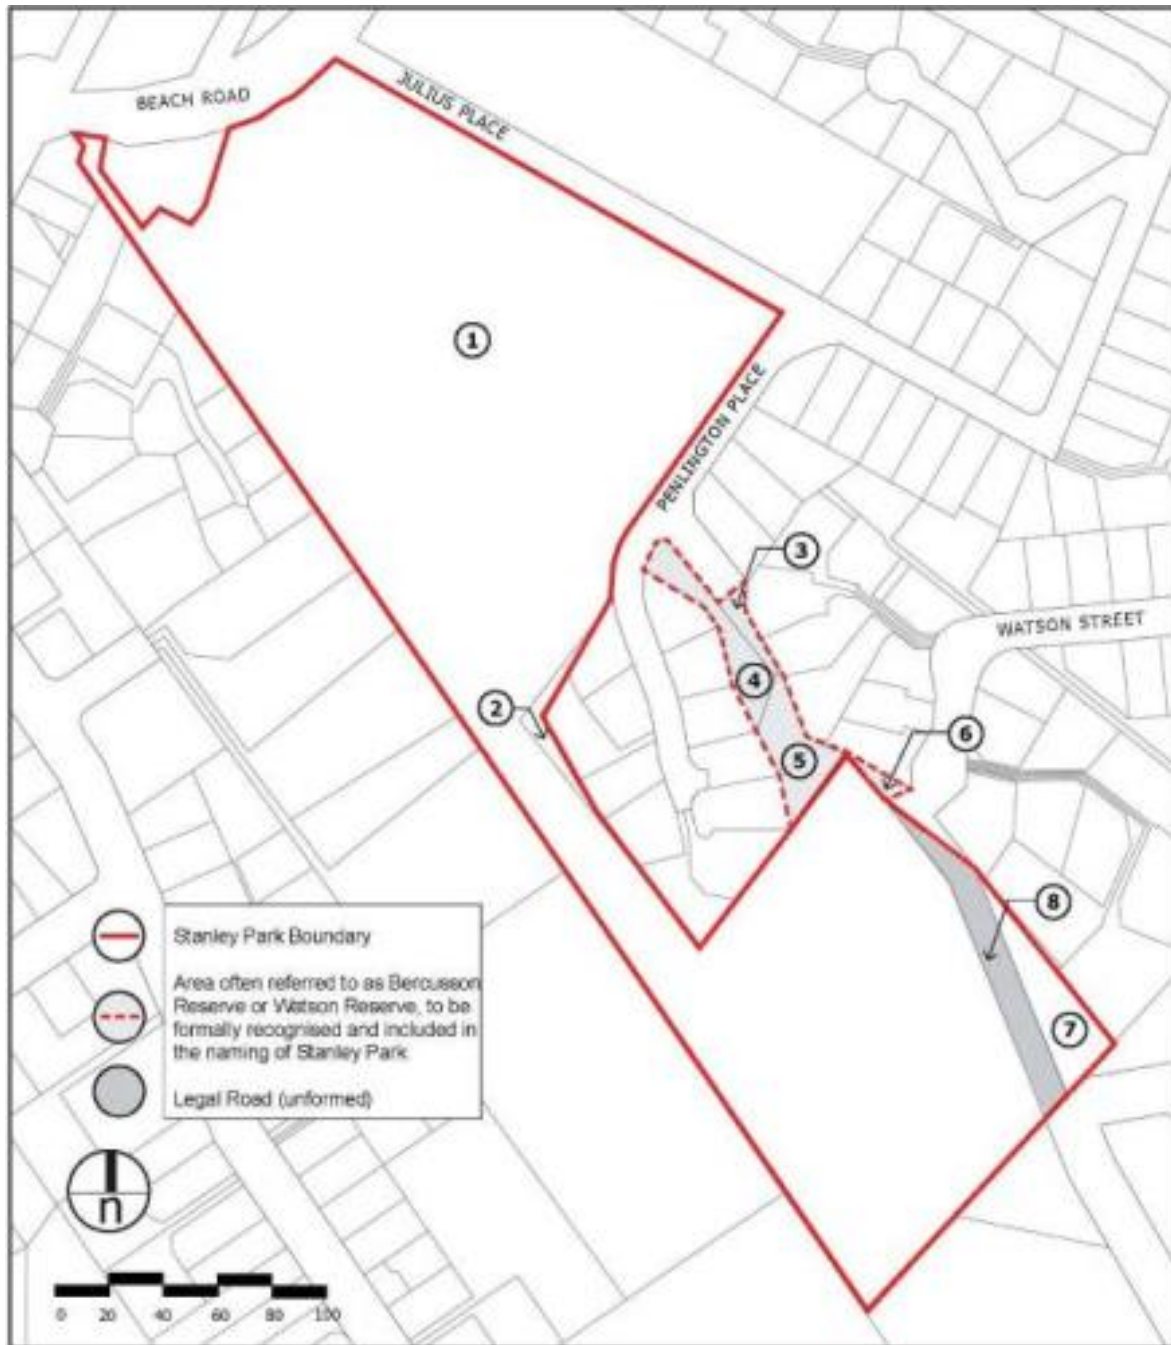 BEACH ROAD
JULIUS PLACE
1
PENLINGTON PLACE
3
WATSON STREET
4
2
6
5
8
7
Stanley Park Boundary
Area often referred to as Bercusson
Reserve or Watson Reserve, to be
formally recognised and included in
the naming of Stanley Park
Legal Road (unformed)
n
0 20 40 60 80 100